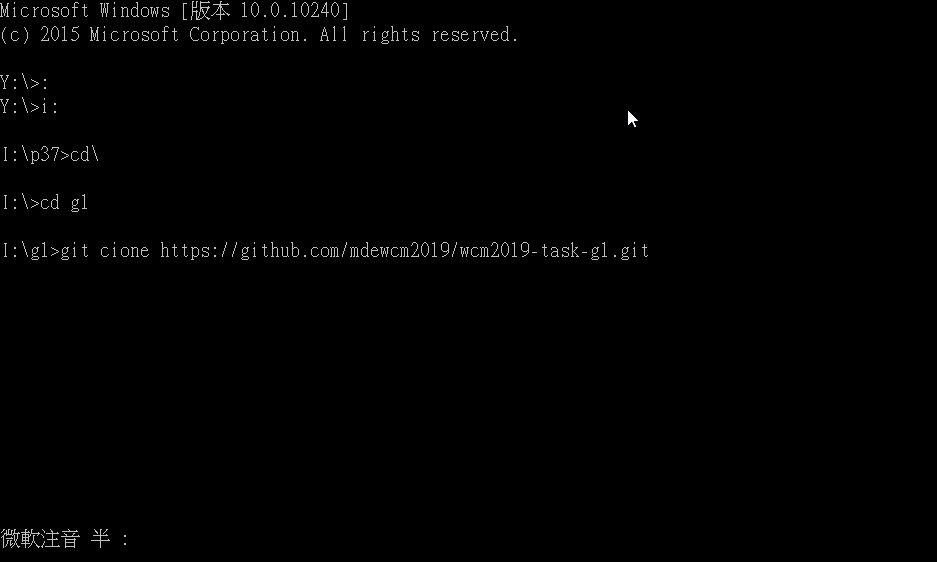 Microsoft Windows [版本 10.0.10240]
(c) 2015 Microsoft Corporation. All rights reserved.
Y:\>:
Y:\>i:
I:\p37>cd\
I:\>cd g1
I:\g1>git cione https://github.com/mdewcm2019/wcm2019-task-g1.git
微軟注音 半 :